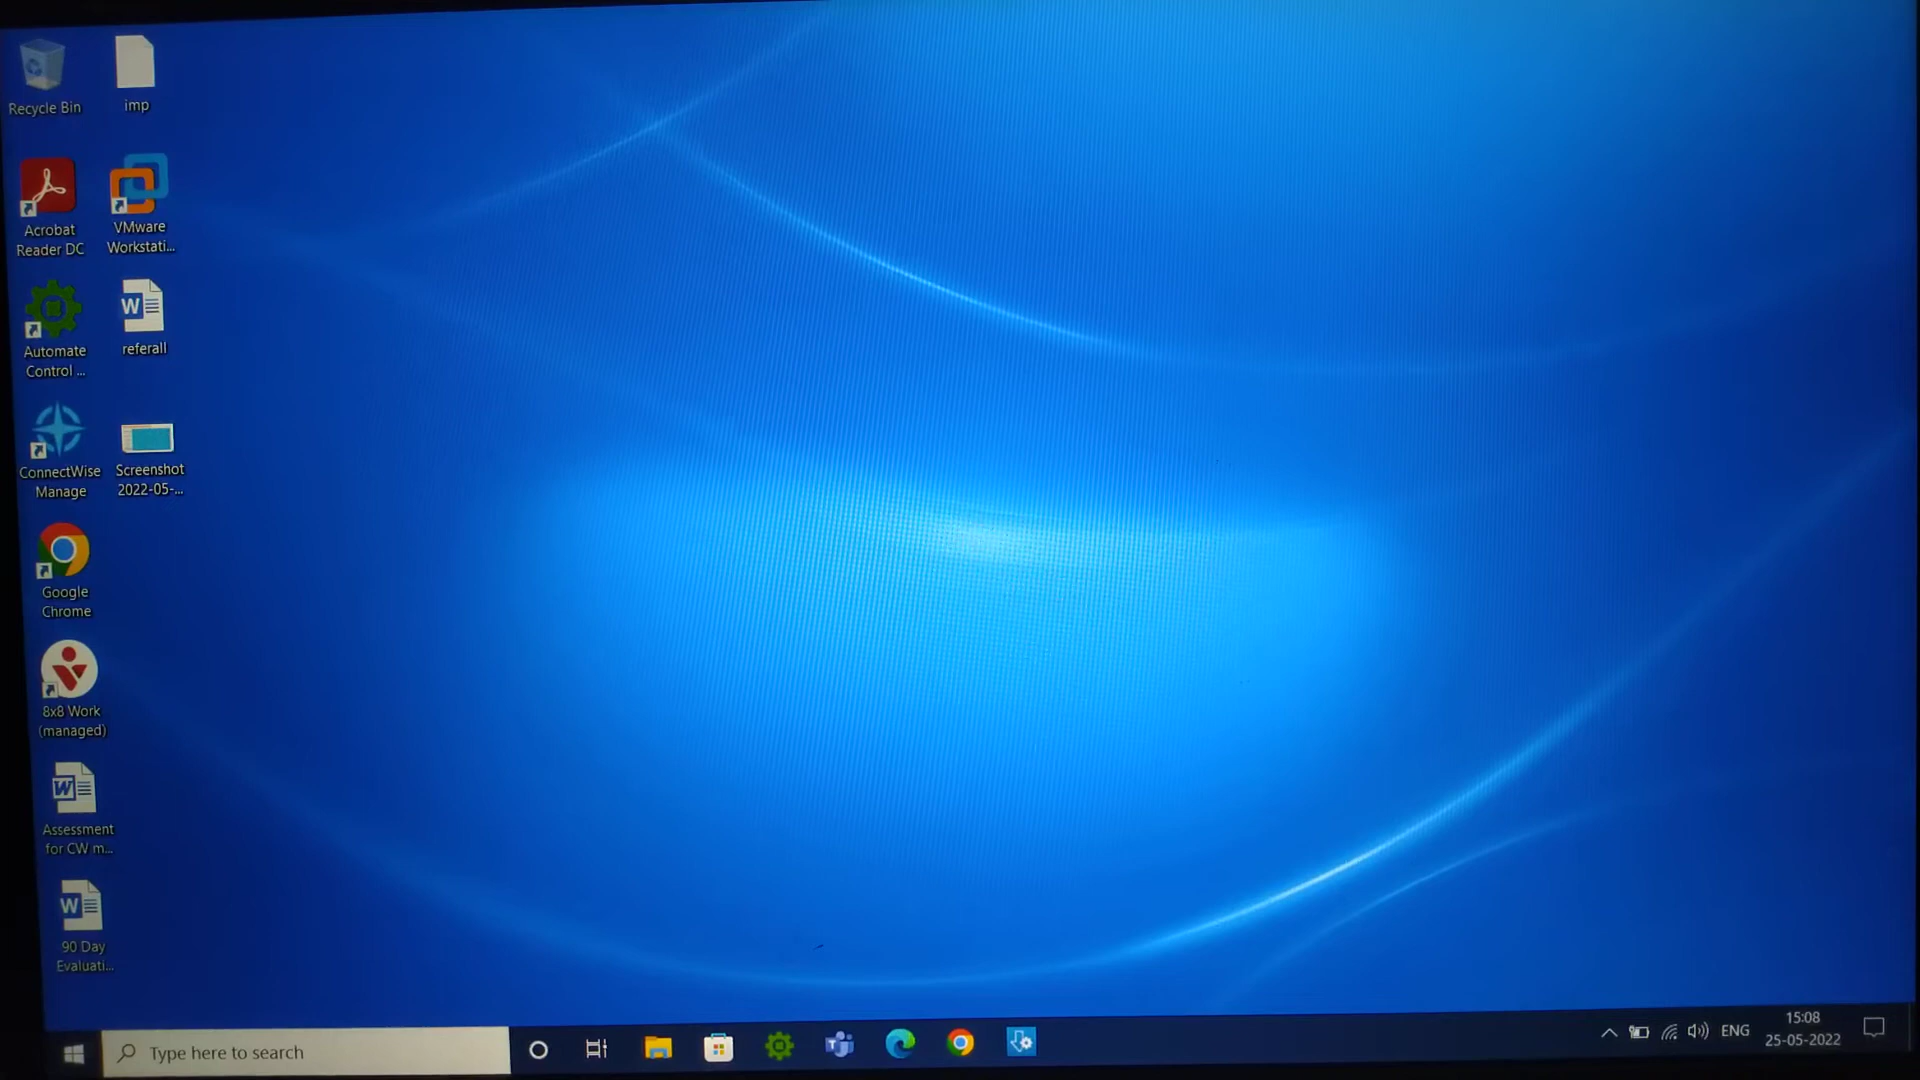 Recycle Bin
imp
Acrobat
Reader DC
VMware
Workstati...
Automate
Control ...
referall
ConnectWise
Manage
Screenshot
2022-05-...
Google
Chrome
8x8 Work
(managed)
Assessment
for CW m...
90 Day
Evaluati...
Type here to search
ENG
15:08
25-05-2022